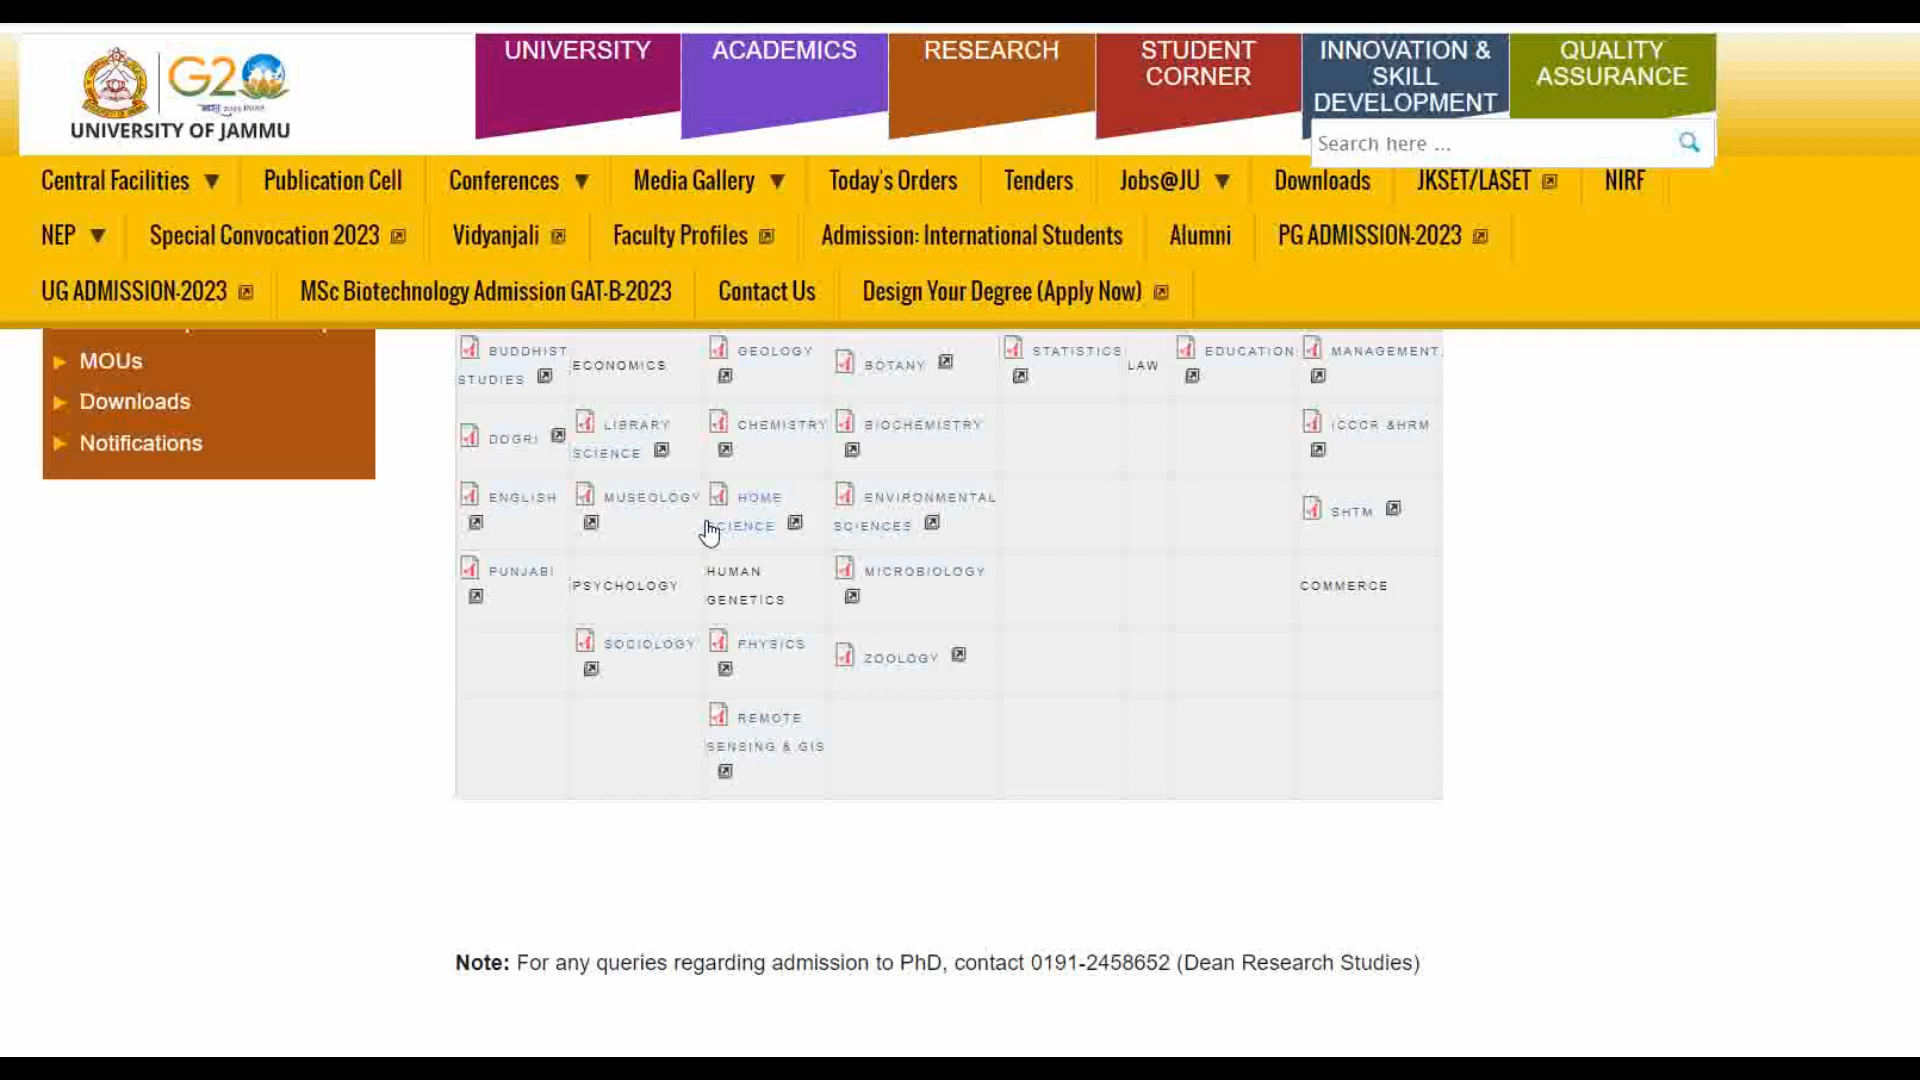 UNIVERSITY
ACADEMICS
RESEARCH
STUDENT
CORNER
INNOVATION &
SKILL
DEVELOPMENT
QUALITY
ASSURANCE
G2
UNIVERSITY OF JAMMU
Search here ...
Central Facilities ▼ Publication Cell Conferences ▼ Media Gallery ▼ Today's Orders Tenders Jobs@JU ▼ Downloads JKSET/LASET NIRF
NEP ▼ Special Convocation 2023 Vidyanjali Faculty Profiles Admission: International Students Alumni PG ADMISSION-2023
UG ADMISSION-2023 MSc Biotechnology Admission GAT-B-2023 Contact Us Design Your Degree (Apply Now)
MOUs
Downloads
Notifications
BUDDHIST
STUDIES
ECONOMICS
GEOLOGY
BOTANY
STATISTICS
LAW
EDUCATION
MANAGEMENT
DOGRI
LIBRARY
SCIENCE
CHEMISTRY
BIOCHEMISTRY
ICCCR &HRM
ENGLISH
MUSEOLOGY
HOME
SCIENCE
ENVIRONMENTAL
SCIENCES
SHTM
PUNJABI
PSYCHOLOGY
HUMAN
GENETICS
MICROBIOLOGY
COMMERCE
SOCIOLOGY
PHYSICS
ZOOLOGY
REMOTE
SENSING & GIS
Note: For any queries regarding admission to PhD, contact 0191-2458652 (Dean Research Studies)